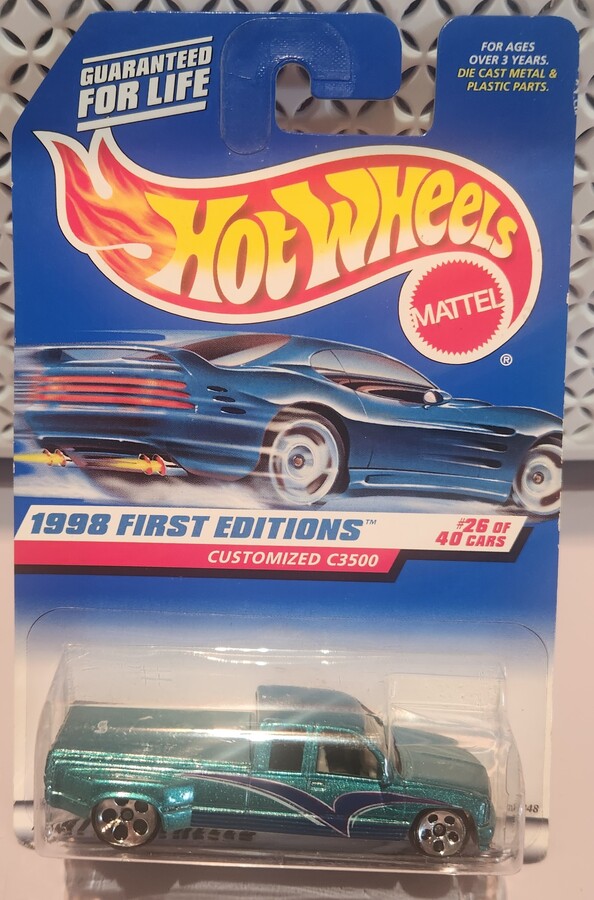 GUARANTEED
FOR LIFE
FOR AGES
OVER 3 YEARS.
DIE CAST METAL &
PLASTIC PARTS.
HOT WHEELS
MATTEL
®
1998 FIRST EDITIONS™
#26 OF
40 CARS
CUSTOMIZED C3500